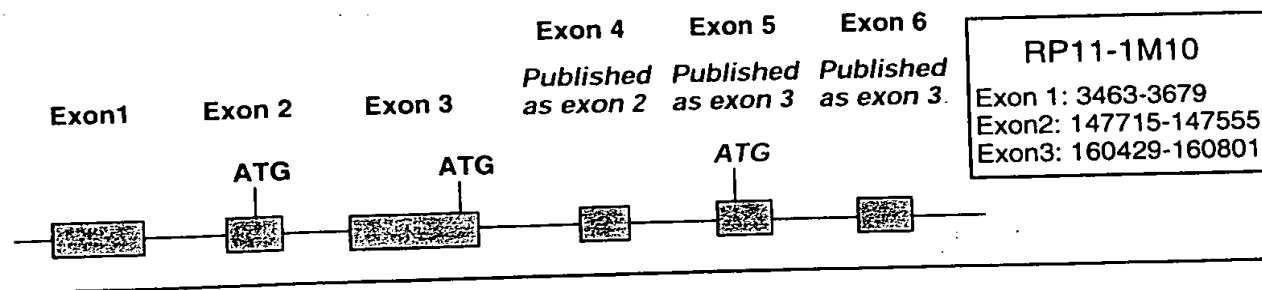 Exon1
Exon 2
Exon 3
Exon 4
Published
as exon 2
Exon 5
Published
as exon 3
Exon 6
Published
as exon 3.
ATG
ATG
ATG
RP11-1M10
Exon 1: 3463-3679
Exon2: 147715-147555
Exon3: 160429-160801